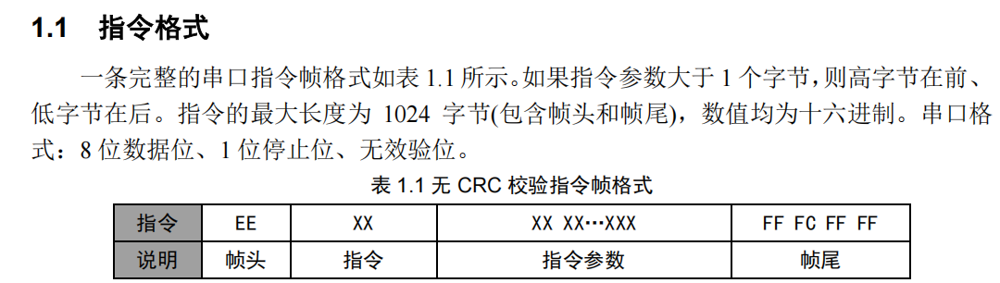 1.1 指令格式
一条完整的串口指令帧格式如表 1.1 所示。如果指令参数大于 1 个字节,则高字节在前、
低字节在后。指令的最大长度为 1024 字节(包含帧头和帧尾)，数值均为十六进制。串口格
式：8 位数据位、1 位停止位、无效验位。
表 1.1 无 CRC 校验指令帧格式
指令 EE XX XX XX…XXX FF FC FF FF
说明 帧头 指令 指令参数 帧尾